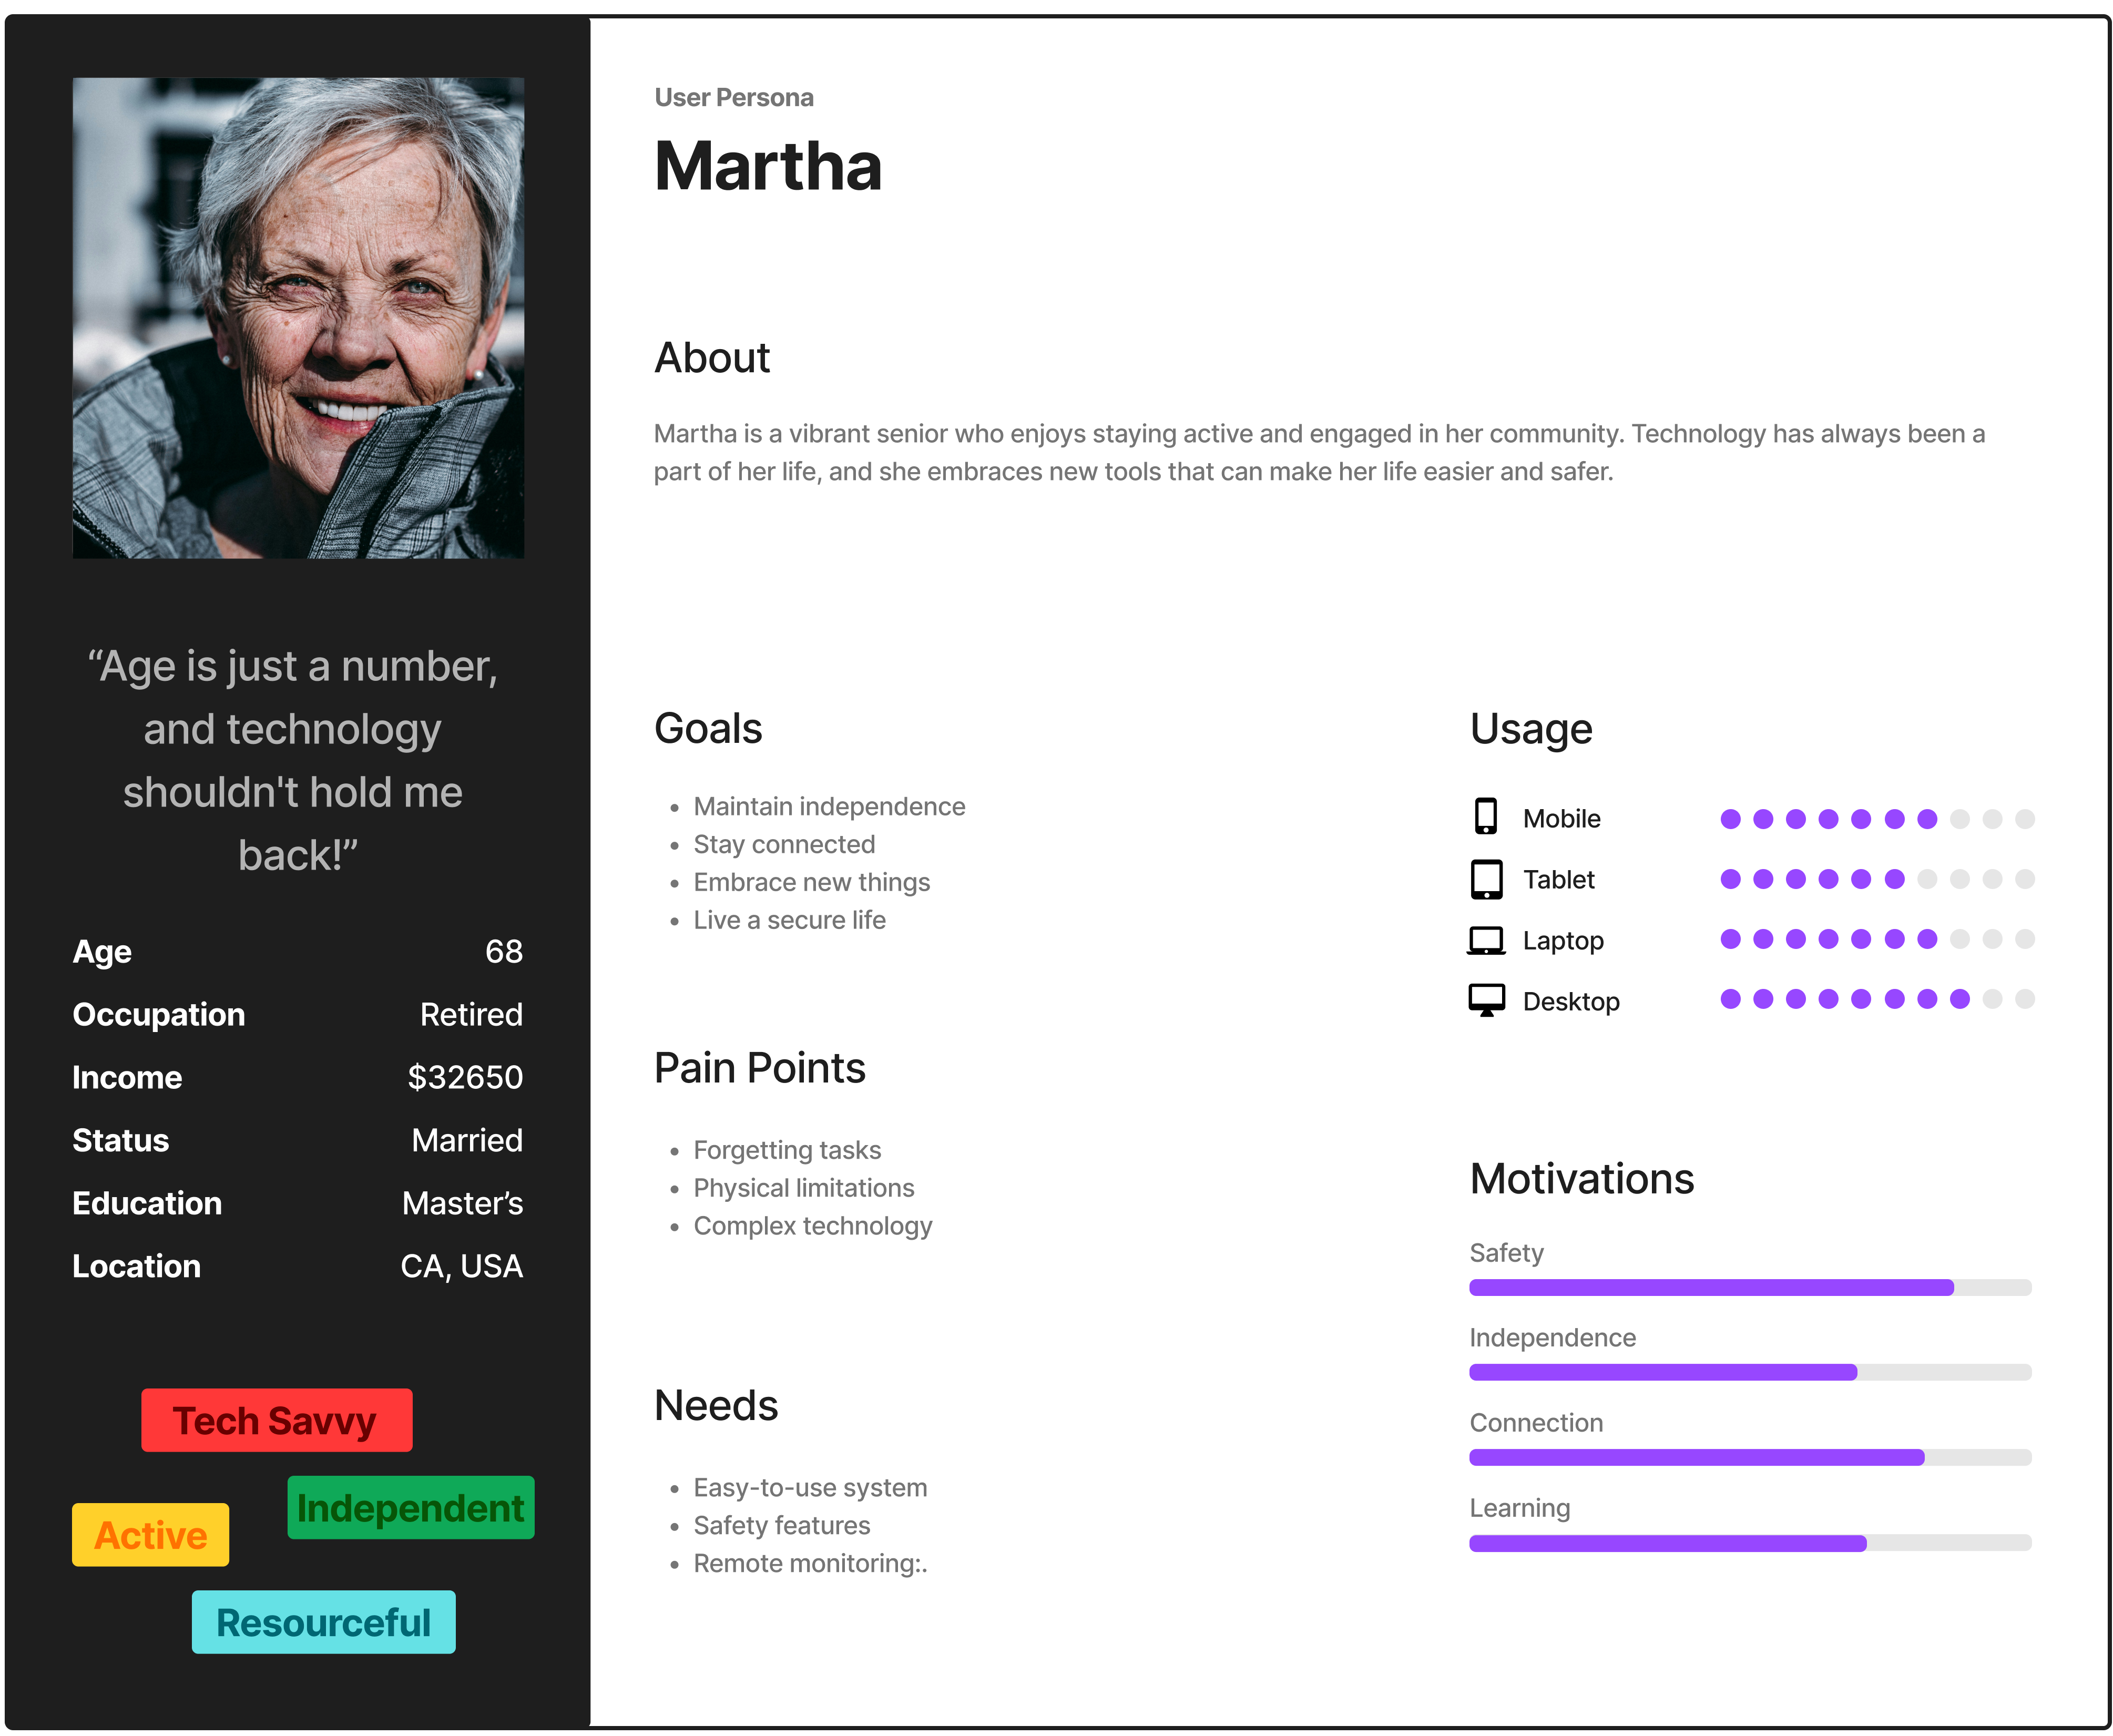 “Age is just a number,
and technology
shouldn't hold me
back!”
Age 68
Occupation Retired
Income $32650
Status Married
Education Master’s
Location CA, USA
Tech Savvy
Independent
Active
Resourceful
User Persona
Martha
About
Martha is a vibrant senior who enjoys staying active and engaged in her community. Technology has always been a
part of her life, and she embraces new tools that can make her life easier and safer.
Goals
• Maintain independence
• Stay connected
• Embrace new things
• Live a secure life
Pain Points
• Forgetting tasks
• Physical limitations
• Complex technology
Needs
• Easy-to-use system
• Safety features
• Remote monitoring:.
Usage
Mobile
Tablet
Laptop
Desktop
Motivations
Safety
Independence
Connection
Learning